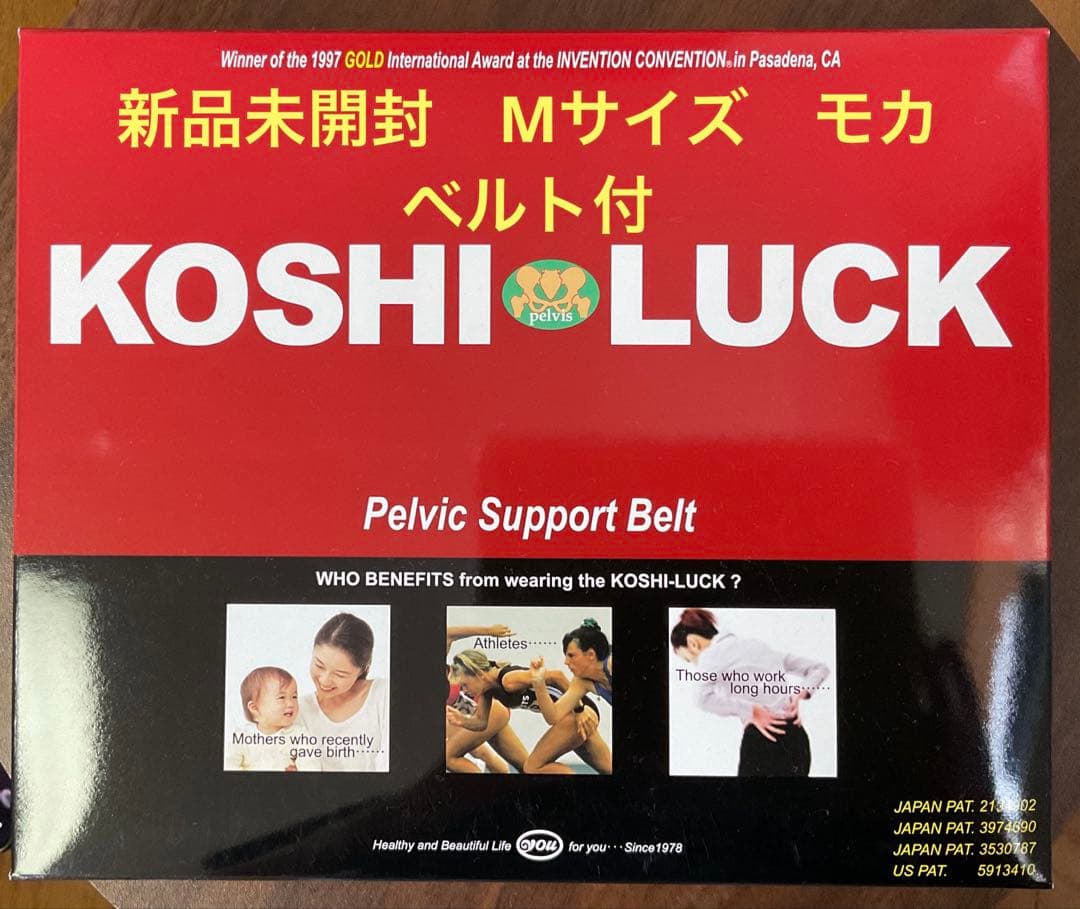 Winner of the 1997 GOLD International Award at the INVENTION CONVENTION® in Pasadena, CA
新品未開封　Mサイズ　モカ
ベルト付
KOSHI LUCK
pelvis
Pelvic Support Belt
WHO BENEFITS from wearing the KOSHI-LUCK ?
Mothers who recently
gave birth······
Athletes······
Those who work
long hours······
JAPAN PAT.
JAPAN PAT. 3974690
JAPAN PAT. 3530787
US PAT. 5913410
Healthy and Beautiful Life you for you···Since1978